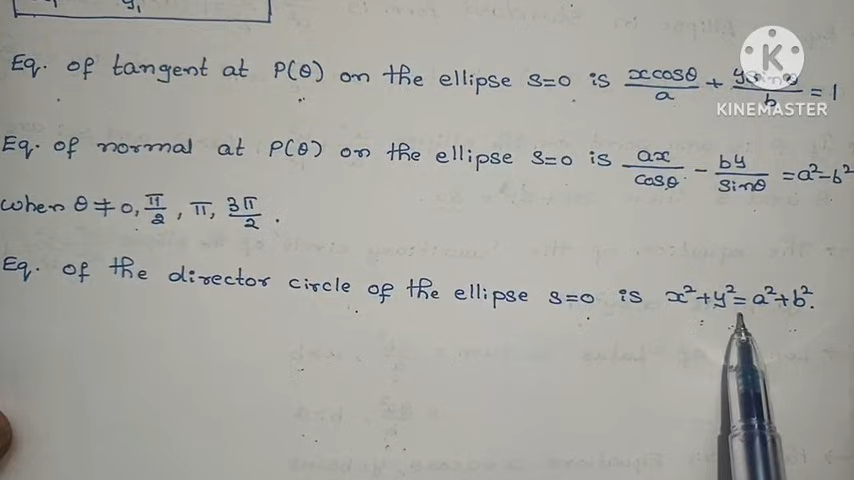 y₁
K
KINEMASTER
Eq. of tangent at P(θ) on the ellipse S=0 is xcosθ/a + ysinθ/b = 1
Eq. of normal at P(θ) on the ellipse S=0 is ax/cosθ - by/sinθ = a²-b²
when θ ≠ 0, π/2, π, 3π/2.
Eq. of the director circle of the ellipse S=0 is x²+y²=a²+b².